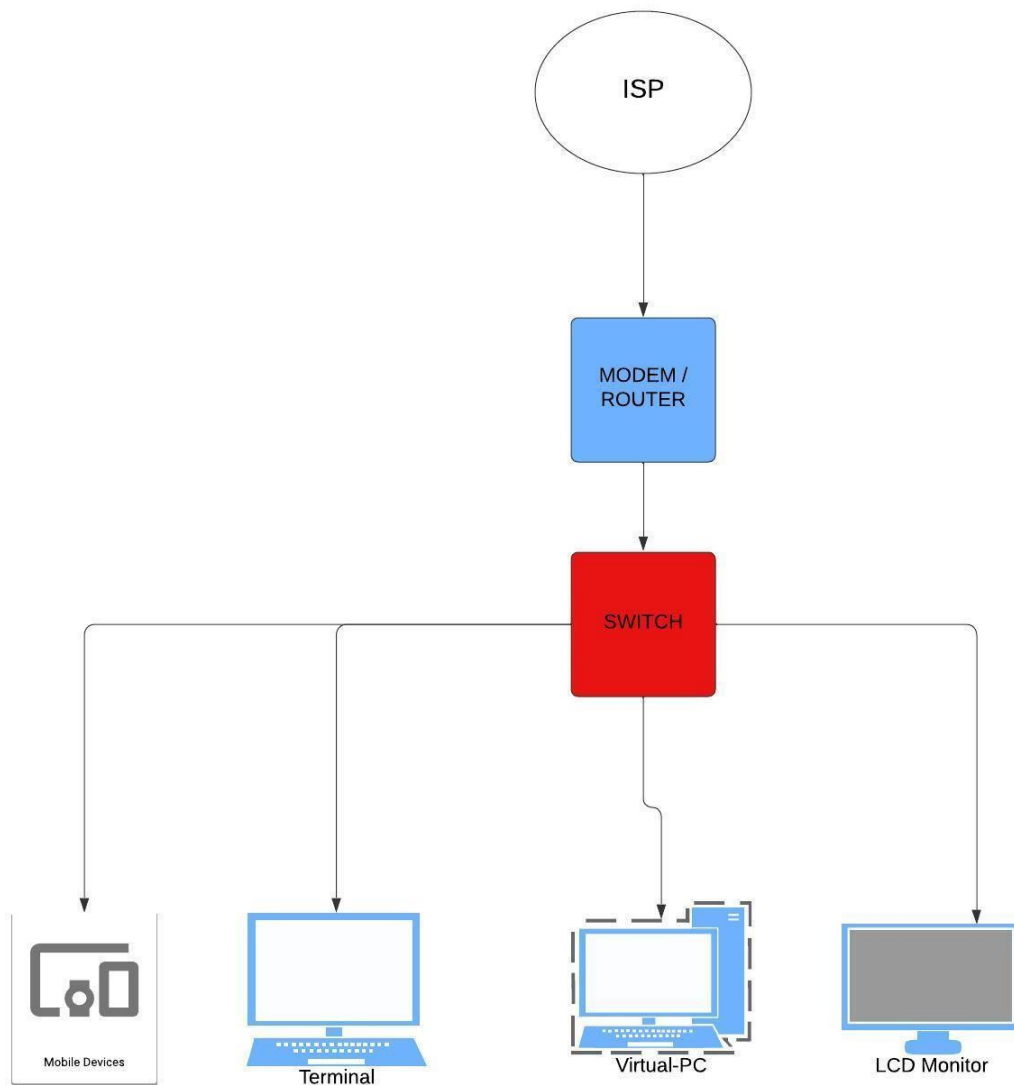 ISP
MODEM /
ROUTER
SWITCH
Mobile Devices
Terminal
Virtual-PC
LCD Monitor